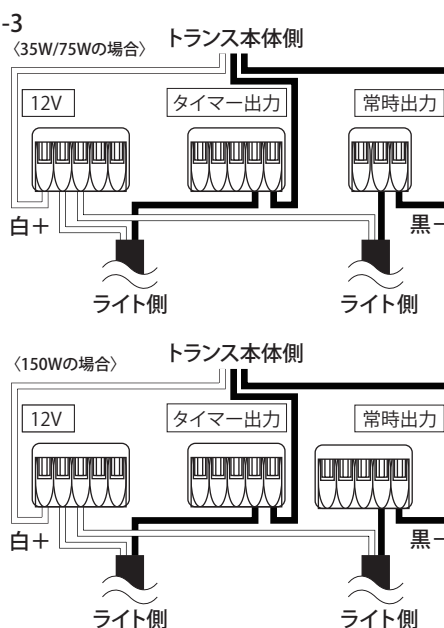 -3
〈35W/75Wの場合〉
トランス本体側
12V
タイマー出力
常時出力
白＋
黒−
ライト側
ライト側
〈150Wの場合〉
トランス本体側
12V
タイマー出力
常時出力
白＋
黒−
ライト側
ライト側